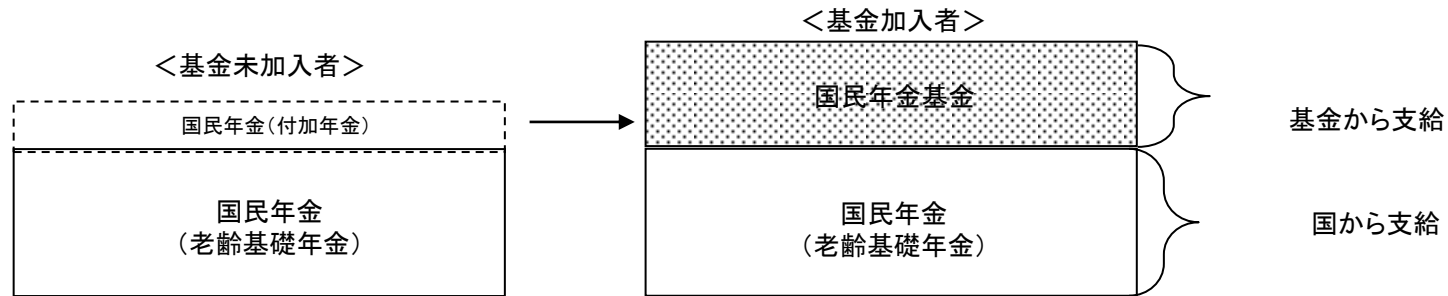 ＜基金未加入者＞
国民年金（付加年金）
国民年金
（老齢基礎年金）
＜基金加入者＞
国民年金基金
国民年金
（老齢基礎年金）
基金から支給
国から支給